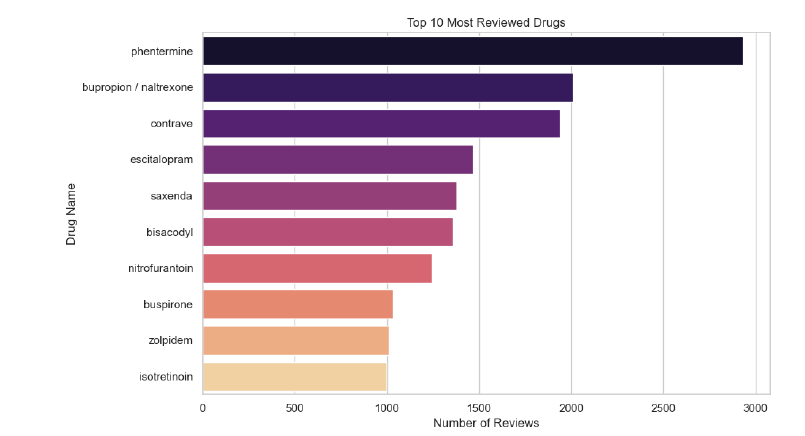 Top 10 Most Reviewed Drugs
Drug Name
phentermine
bupropion / naltrexone
contrave
escitalopram
saxenda
bisacodyl
nitrofurantoin
buspirone
zolpidem
isotretinoin
0 500 1000 1500 2000 2500 3000
Number of Reviews